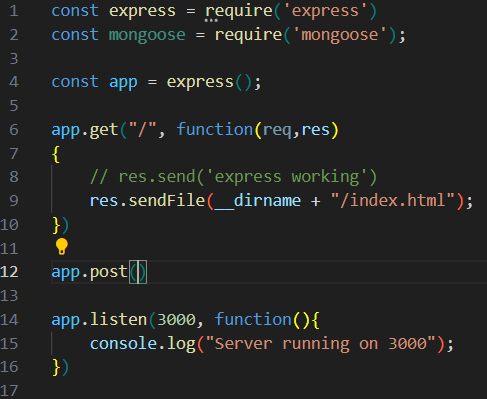 1 const express = require('express')
2 const mongoose = require('mongoose');
3
4 const app = express();
5
6 app.get("/", function(req,res)
7 {
8     // res.send('express working')
9     res.sendFile(__dirname + "/index.html");
10 })
11
12 app.post()
13
14 app.listen(3000, function(){
15     console.log("Server running on 3000");
16 })
17